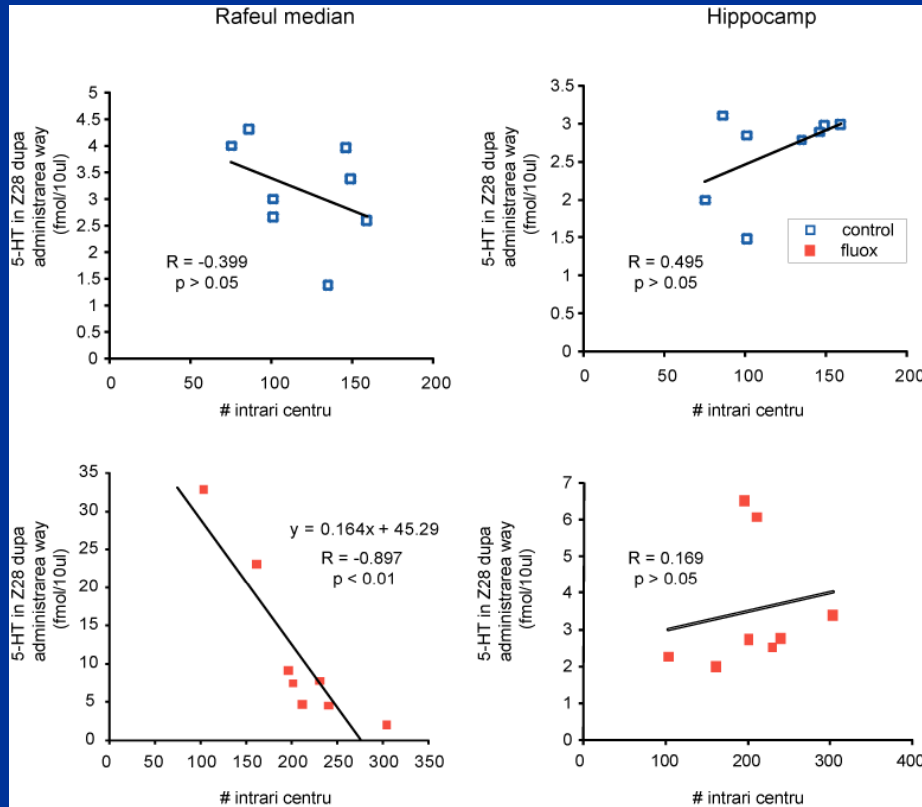 Rafeul median
Hippocamp
5-HT in Z28 dupa
administrarea way
(fmol/10ul)
5
4.5
4
3.5
3
2.5
2
1.5
1
0.5
0
R = -0.399
p > 0.05
0 50 100 150 200
# intrari centru
5-HT in Z28 dupa
administrarea way
(fmol/10ul)
3.5
3
2.5
2
1.5
1
0.5
0
control
fluox
R = 0.495
p > 0.05
0 50 100 150 200
# intrari centru
5-HT in Z28 dupa
administrarea way
(fmol/10ul)
35
30
25
20
15
10
5
0
y = 0.164x + 45.29
R = -0.897
p < 0.01
0 50 100 150 200 250 300 350
# intrari centru
5-HT in Z28 dupa
administrarea way
(fmol/10ul)
7
6
5
4
3
2
1
0
R = 0.169
p > 0.05
0 100 200 300 400
# intrari centru